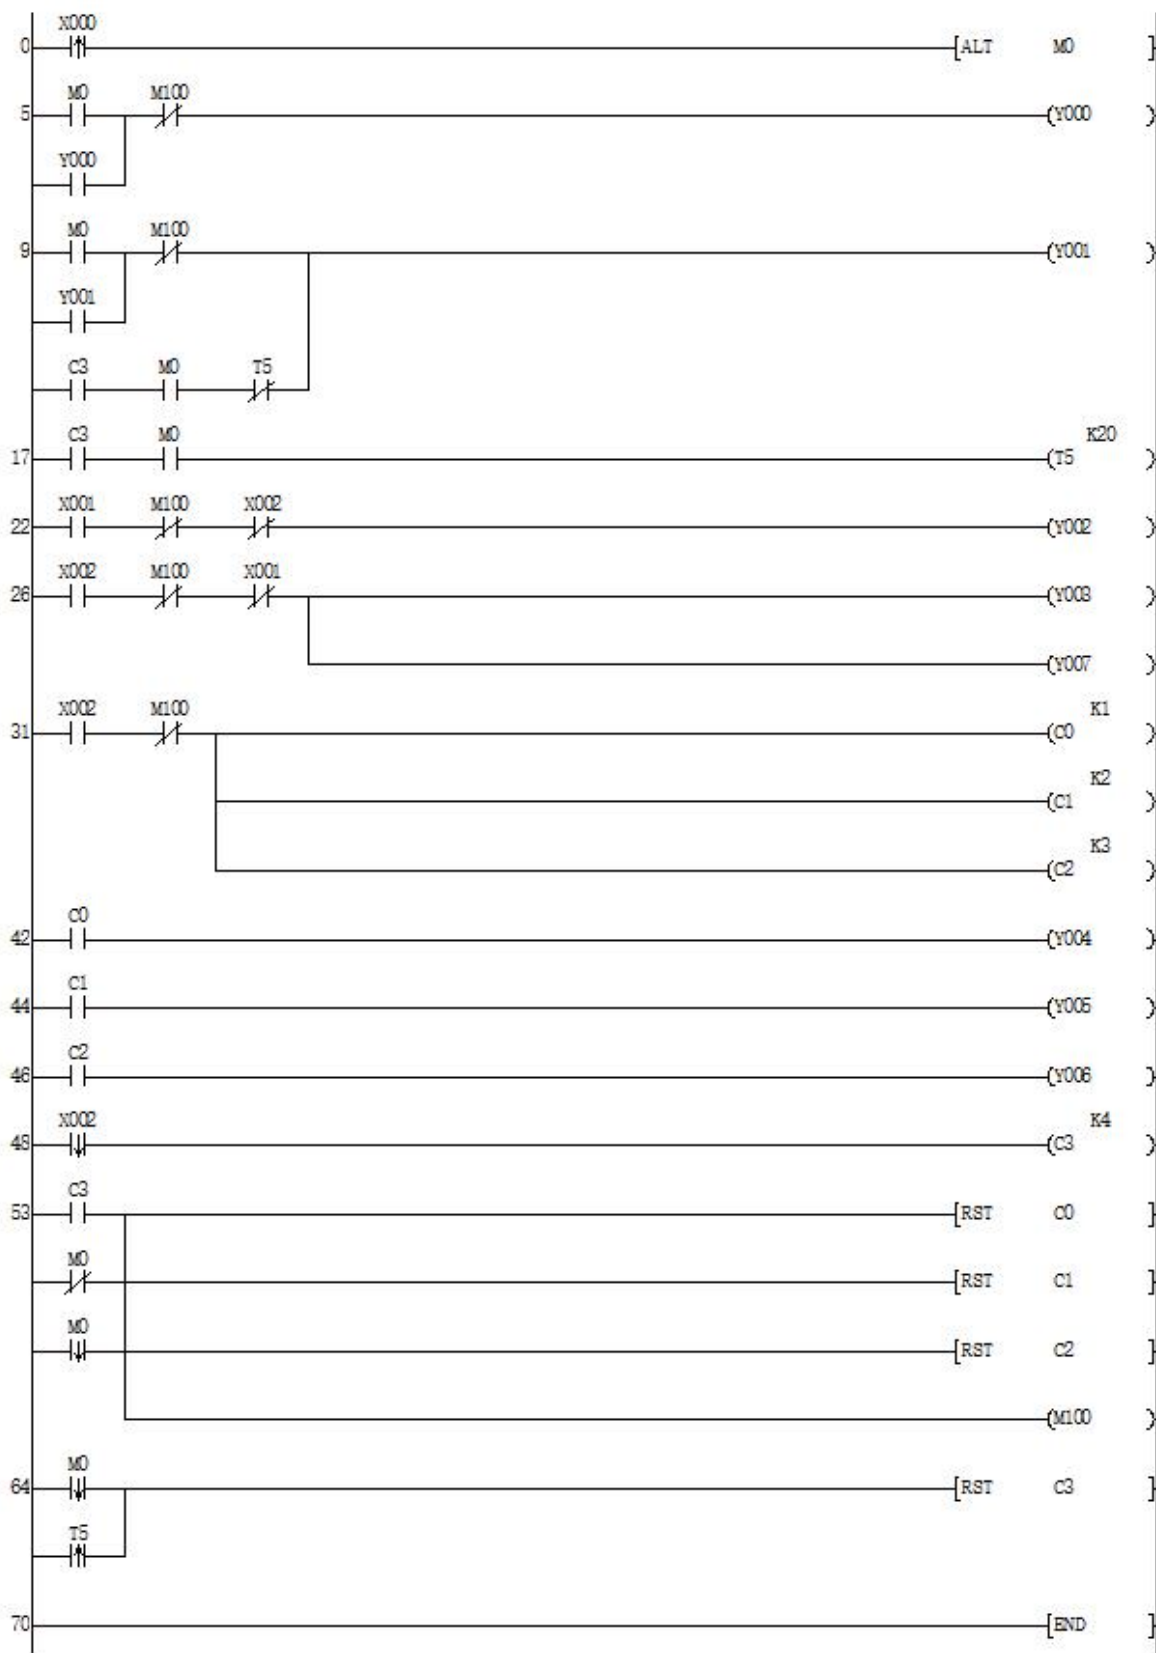 X000
0 [ALT M0 ]
M0 M100
5 (Y000 )
Y000
M0 M100
9 (Y001 )
Y001
C3 M0 T5
C3 M0 K20
17 (T5 )
X001 M100 X002
22 (Y002 )
X002 M100 X001
26 (Y003 )
(Y007 )
X002 M100 K1
31 (C0 )
K2
(C1 )
K3
(C2 )
C0
42 (Y004 )
C1
44 (Y005 )
C2
46 (Y006 )
X002 K4
48 (C3 )
C3
53 [RST C0 ]
M0
[RST C1 ]
M0
[RST C2 ]
(M100 )
M0
64 [RST C3 ]
T5
70 [END ]